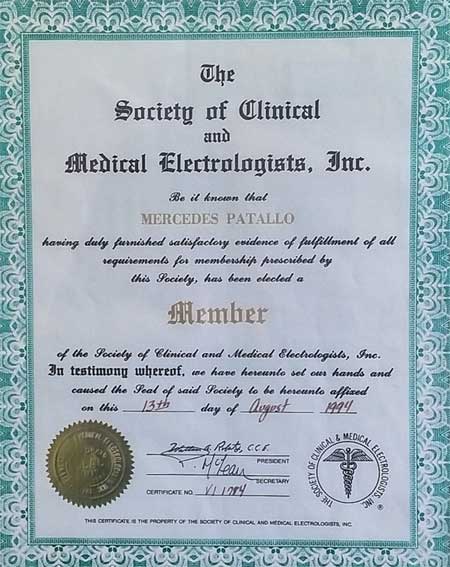 The
Society of Clinical
and
Medical Electrologists, Inc.
Be it known that
MERCEDES PATALLO
having duly furnished satisfactory evidence of fulfillment of all
requirements for membership prescribed by
this Society, has been elected a
Member
of the Society of Clinical and Medical Electrologists, Inc.
In testimony whereof, we have hereunto set our hands and
caused the Seal of said Society to be hereunto affixed
on this 13th day of August 1994
C.C.E.
PRESIDENT
SECRETARY
CERTIFICATE NO.
THE SOCIETY OF CLINICAL & MEDICAL ELECTROLOGISTS, INC.
®
THIS CERTIFICATE IS THE PROPERTY OF THE SOCIETY OF CLINICAL AND MEDICAL ELECTROLOGISTS, INC.